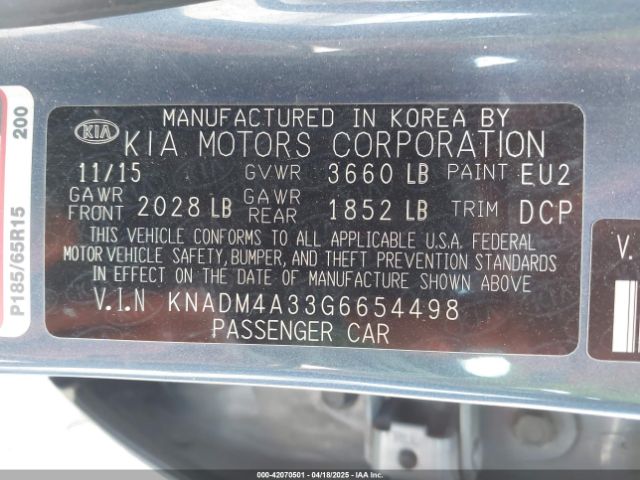 MANUFACTURED IN KOREA BY
KIA KIA MOTORS CORPORATION
11/15 GVWR 3660 LB PAINT EU2
GAWR FRONT 2028 LB GAWR REAR 1852 LB TRIM DCP
THIS VEHICLE CONFORMS TO ALL APPLICABLE U.S.A. FEDERAL
MOTOR VEHICLE SAFETY, BUMPER, AND THEFT PREVENTION STANDARDS
IN EFFECT ON THE DATE OF MANUFACTURE SHOWN ABOVE
V.I.N KNADM4A33G6654498
PASSENGER CAR
P185/65R15 200
V.
000-42070501 - 04/18/2025 - IAAI.COM